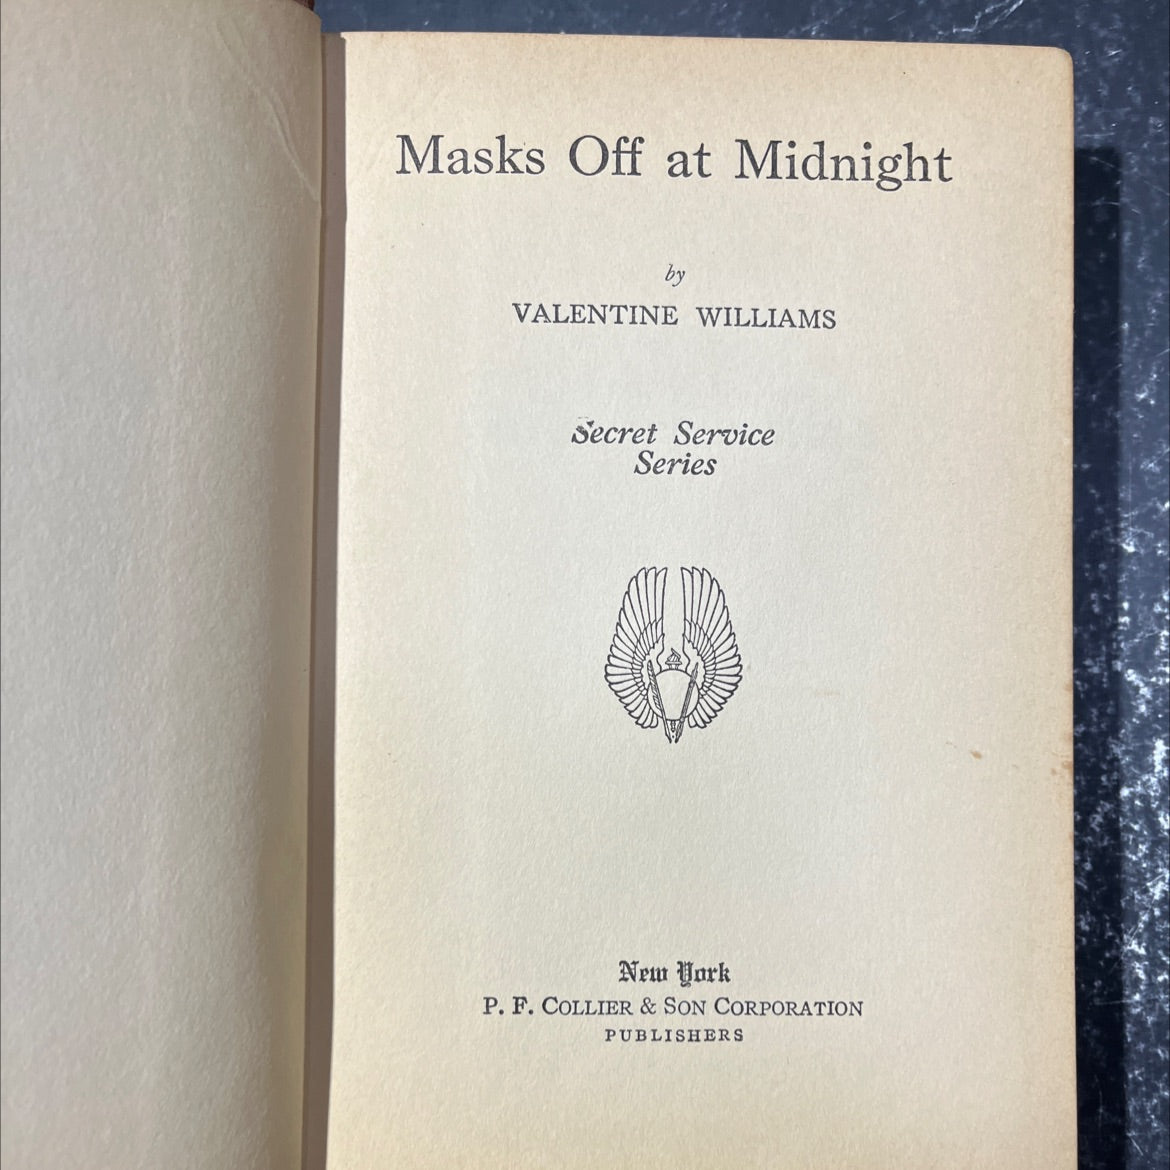 Masks Off at Midnight
by
VALENTINE WILLIAMS
Secret Service
Series
New York
P. F. COLLIER & SON CORPORATION
PUBLISHERS